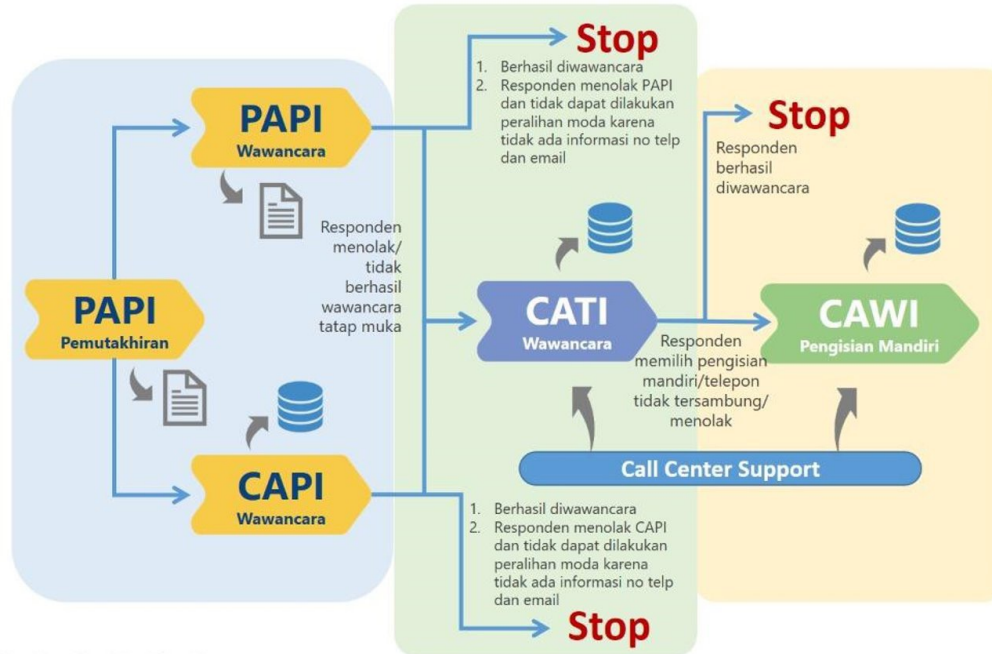 Stop
1. Berhasil diwawancara
2. Responden menolak PAPI
dan tidak dapat dilakukan
peralihan moda karena
tidak ada informasi no telp
dan email
PAPI
Wawancara
Stop
Responden
berhasil
diwawancara
Responden
menolak/
tidak
berhasil
wawancara
tatap muka
PAPI
Pemutakhiran
CATI
Wawancara
CAWI
Pengisian Mandiri
Responden
memilih pengisian
mandiri/telepon
tidak tersambung/
menolak
Call Center Support
CAPI
Wawancara
1. Berhasil diwawancara
2. Responden menolak CAPI
dan tidak dapat dilakukan
peralihan moda karena
tidak ada informasi no telp
dan email
Stop